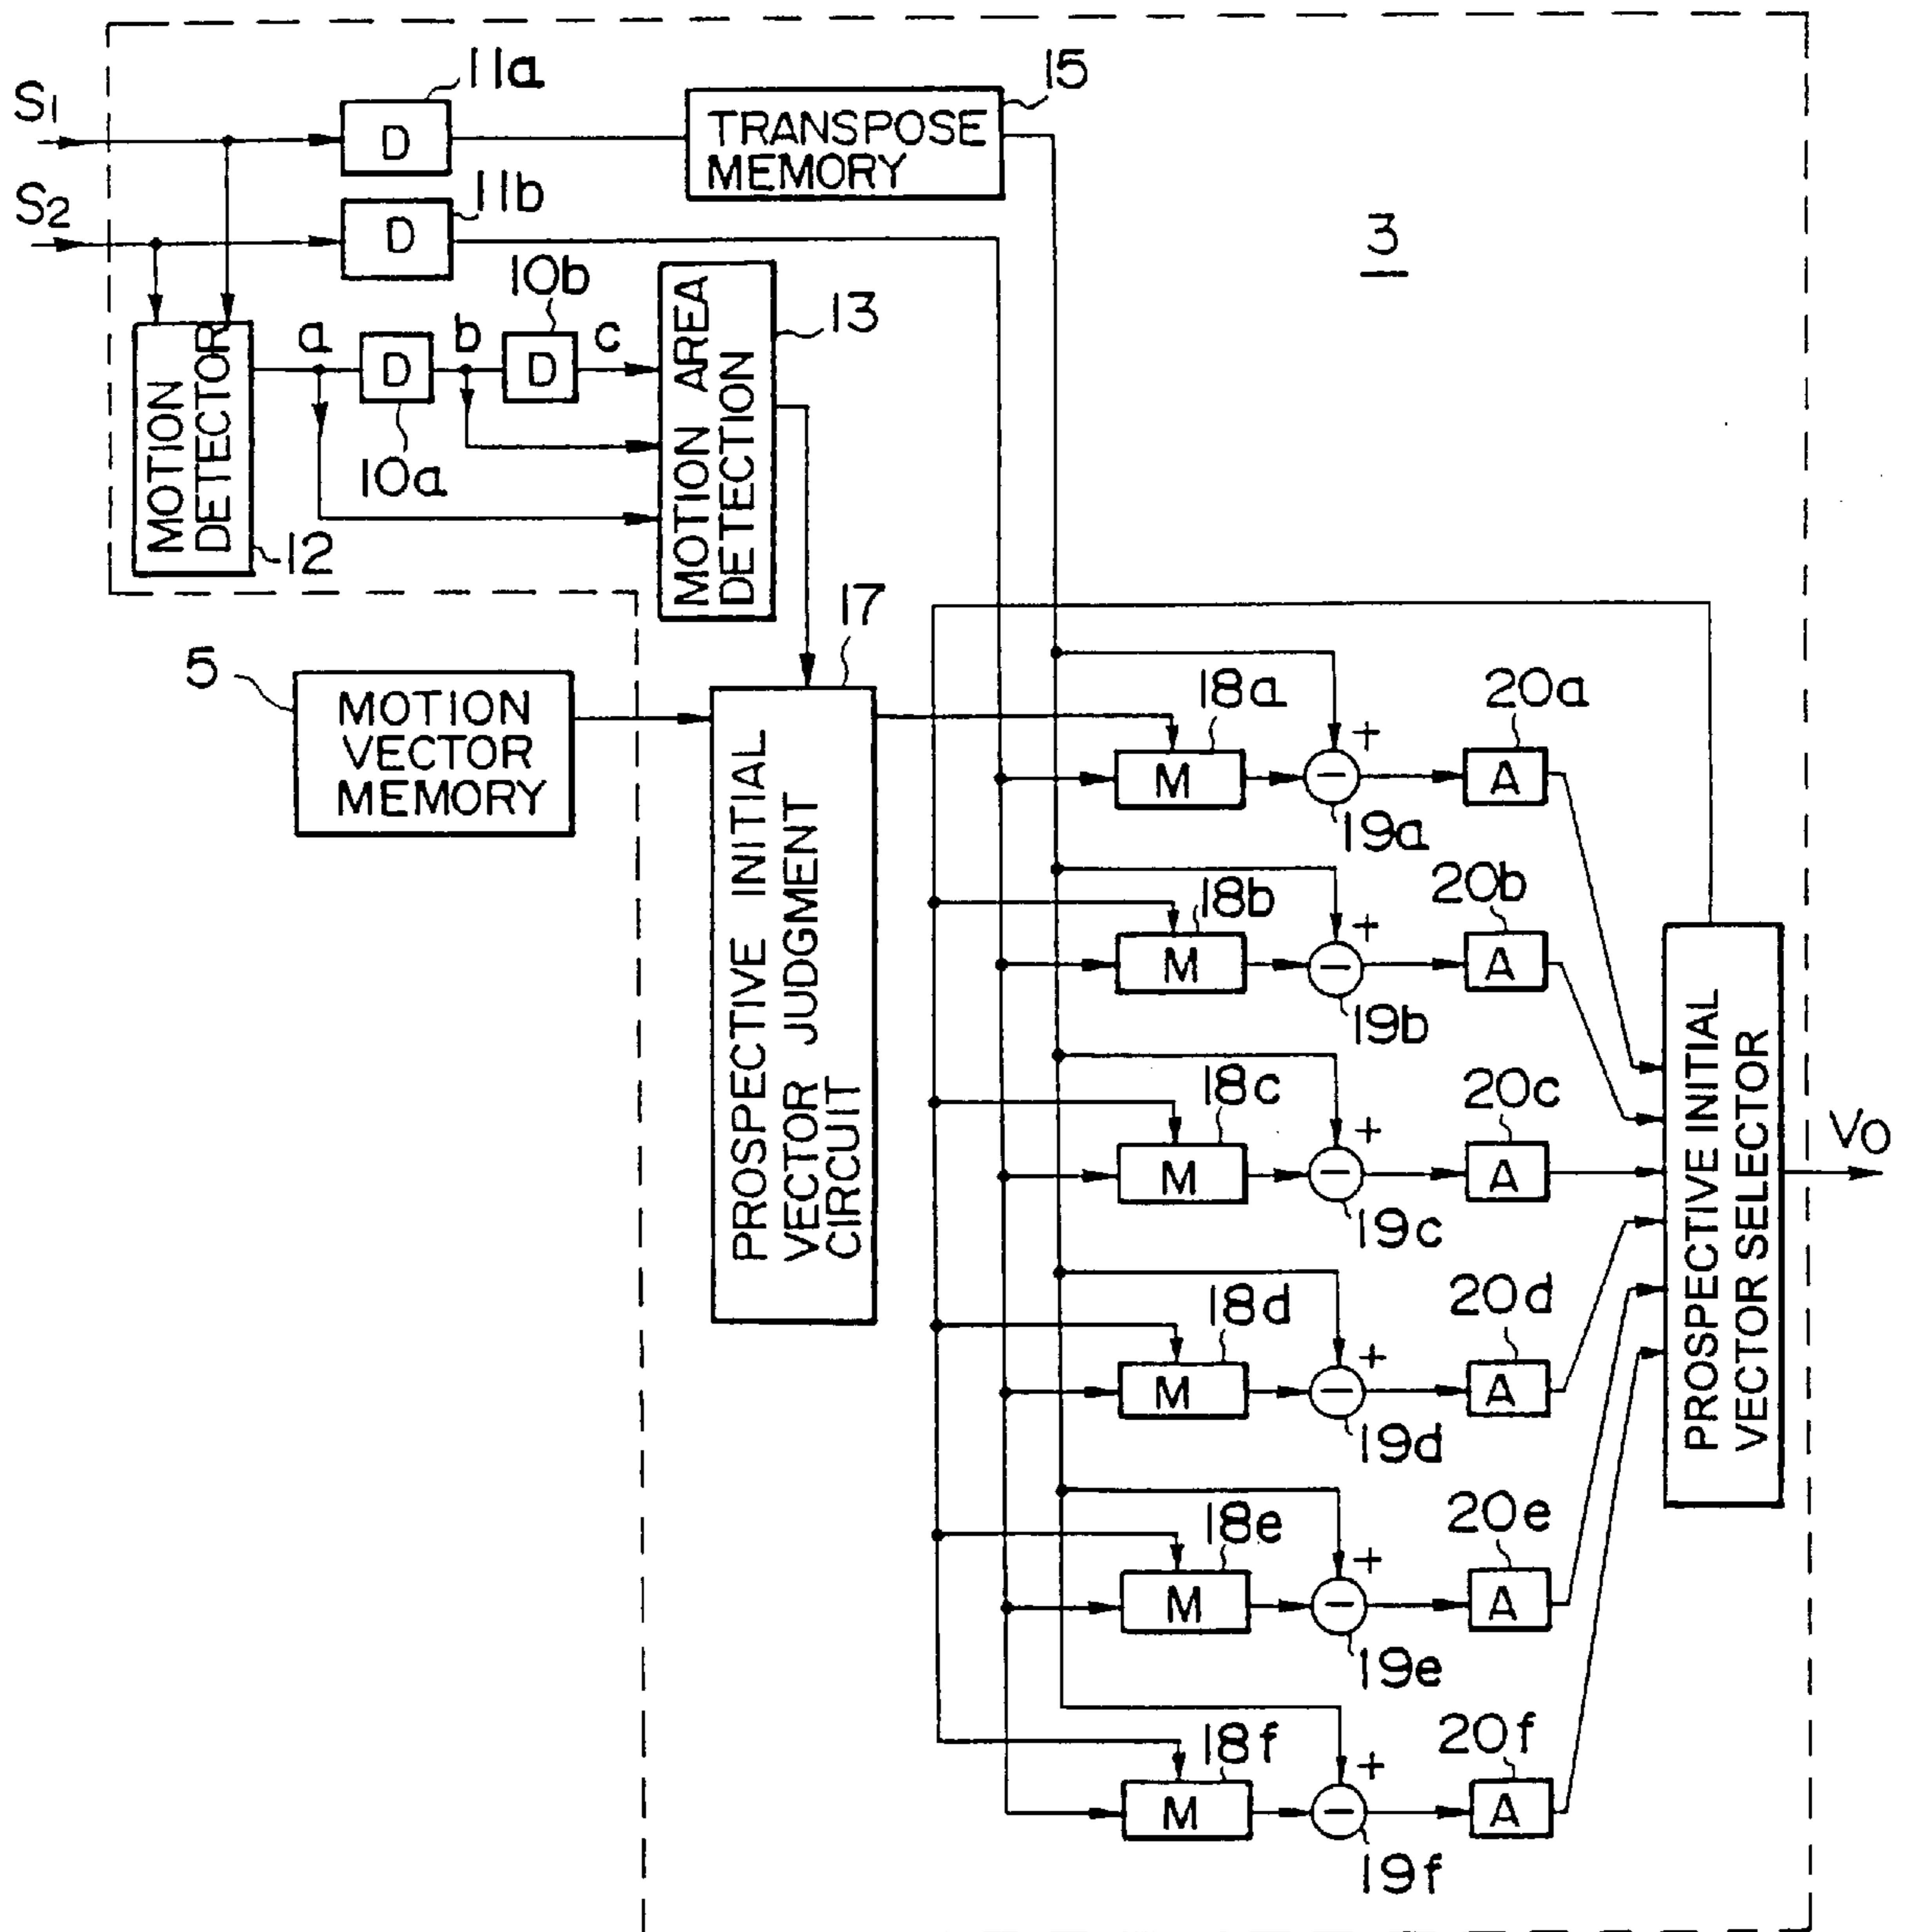 S1
11a
D
TRANSPOSE
MEMORY
15
S2
11b
D
3
MOTION
DETECTOR
12
a
D
10a
b
10b
D
c
MOTION AREA
DETECTION
13
5
MOTION
VECTOR
MEMORY
17
PROSPECTIVE INITIAL
VECTOR JUDGMENT
CIRCUIT
18a
M
+
−
19a
20a
A
18b
M
+
−
19b
20b
A
18c
M
+
−
19c
20c
A
18d
M
+
−
19d
20d
A
18e
M
+
−
19e
20e
A
18f
M
+
−
19f
20f
A
PROSPECTIVE INITIAL
VECTOR SELECTOR
VO